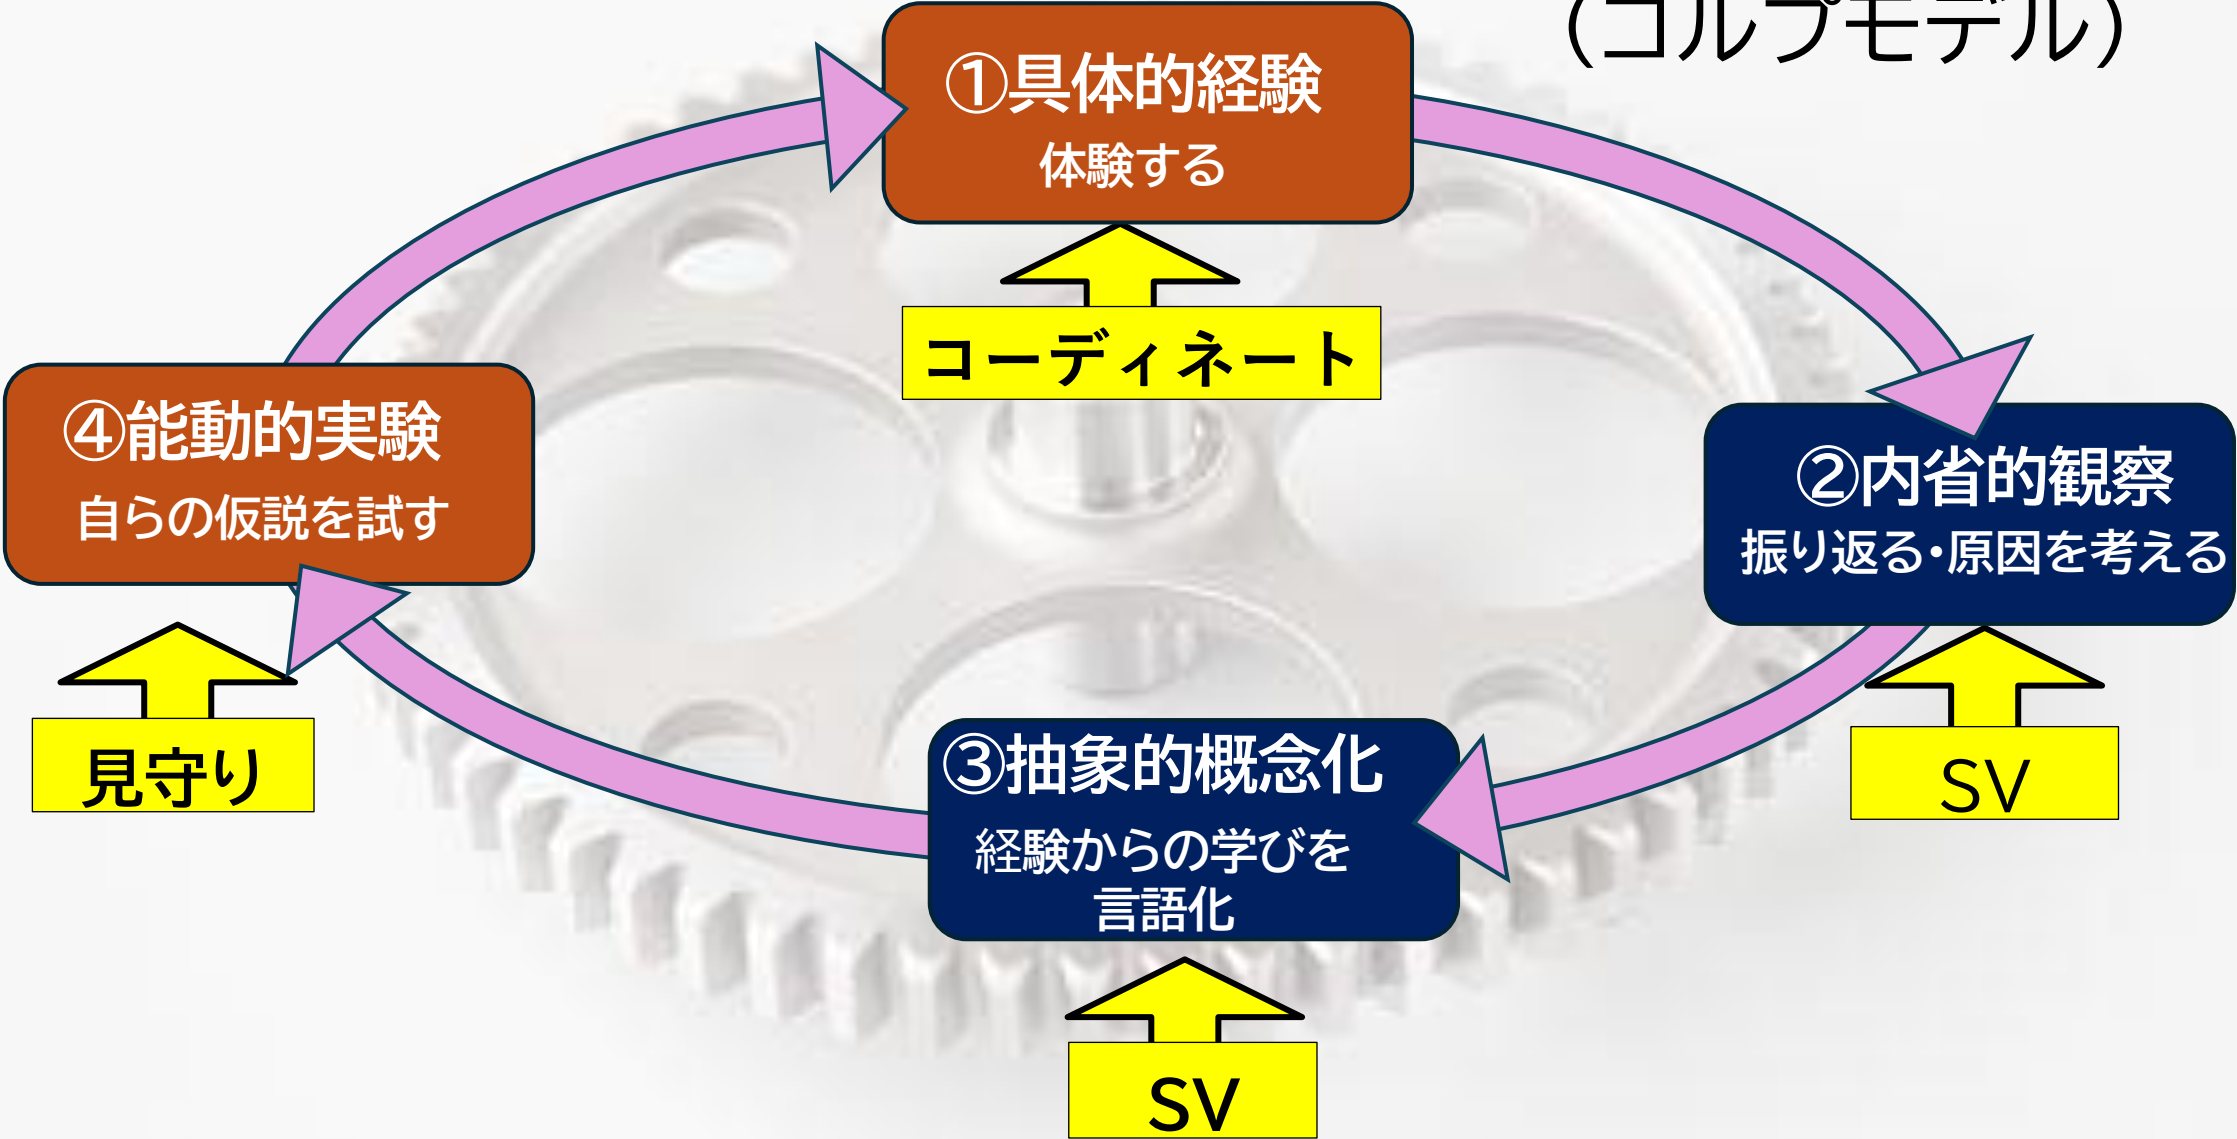 （コルブモデル）
①具体的経験
体験する
コーディネート
②内省的観察
振り返る・原因を考える
SV
③抽象的概念化
経験からの学びを
言語化
SV
④能動的実験
自らの仮説を試す
見守り